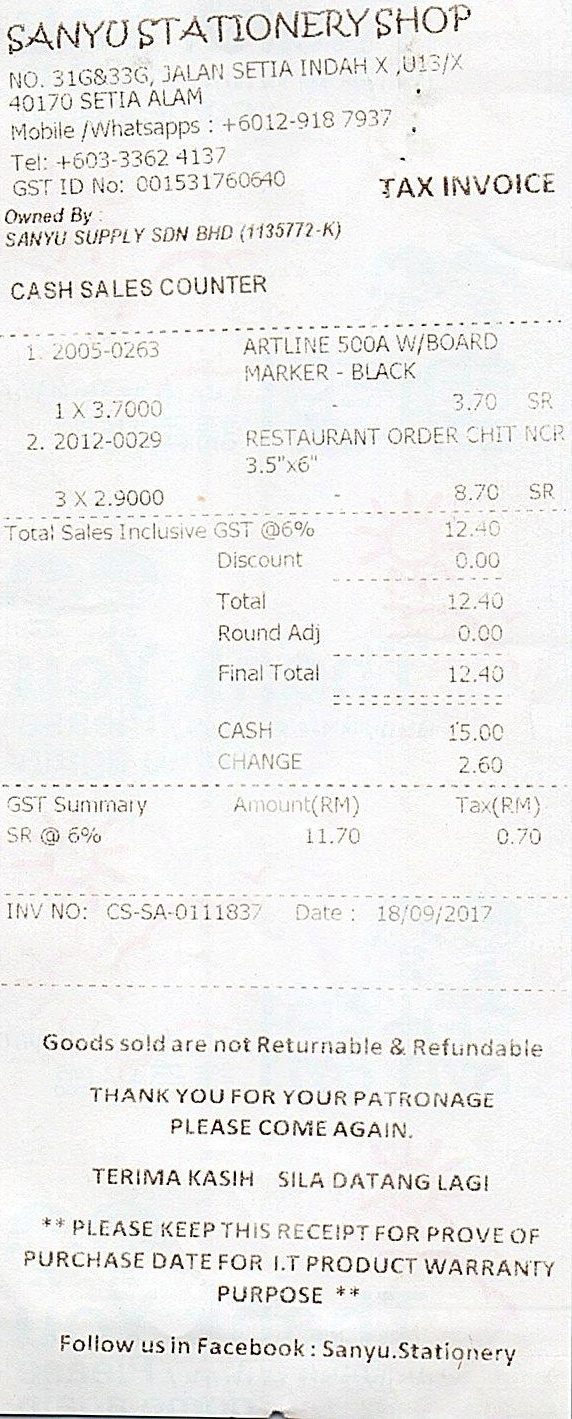 SANYU STATIONERY SHOP
NO. 31G&33G, JALAN SETIA INDAH X ,U13/X
40170 SETIA ALAM
Mobile /Whatsapps : +6012-918 7937
Tel: +603-3362 4137
GST ID No: 001531760640
TAX INVOICE
Owned By :
SANYU SUPPLY SDN BHD (1135772-K)
CASH SALES COUNTER
1. 2005-0263 ARTLINE 500A W/BOARD
MARKER - BLACK
1 X 3.7000 - 3.70 SR
2. 2012-0029 RESTAURANT ORDER CHIT NCR
3.5"x6"
3 X 2.9000 - 8.70 SR
Total Sales Inclusive GST @6% 12.40
Discount 0.00
Total 12.40
Round Adj 0.00
Final Total 12.40
CASH 15.00
CHANGE 2.60
GST Summary Amount(RM) Tax(RM)
SR @ 6% 11.70 0.70
INV NO: CS-SA-0111837 Date : 18/09/2017
Goods sold are not Returnable & Refundable
THANK YOU FOR YOUR PATRONAGE
PLEASE COME AGAIN.
TERIMA KASIH SILA DATANG LAGI
** PLEASE KEEP THIS RECEIPT FOR PROVE OF
PURCHASE DATE FOR I.T PRODUCT WARRANTY
PURPOSE **
Follow us in Facebook : Sanyu.Stationery